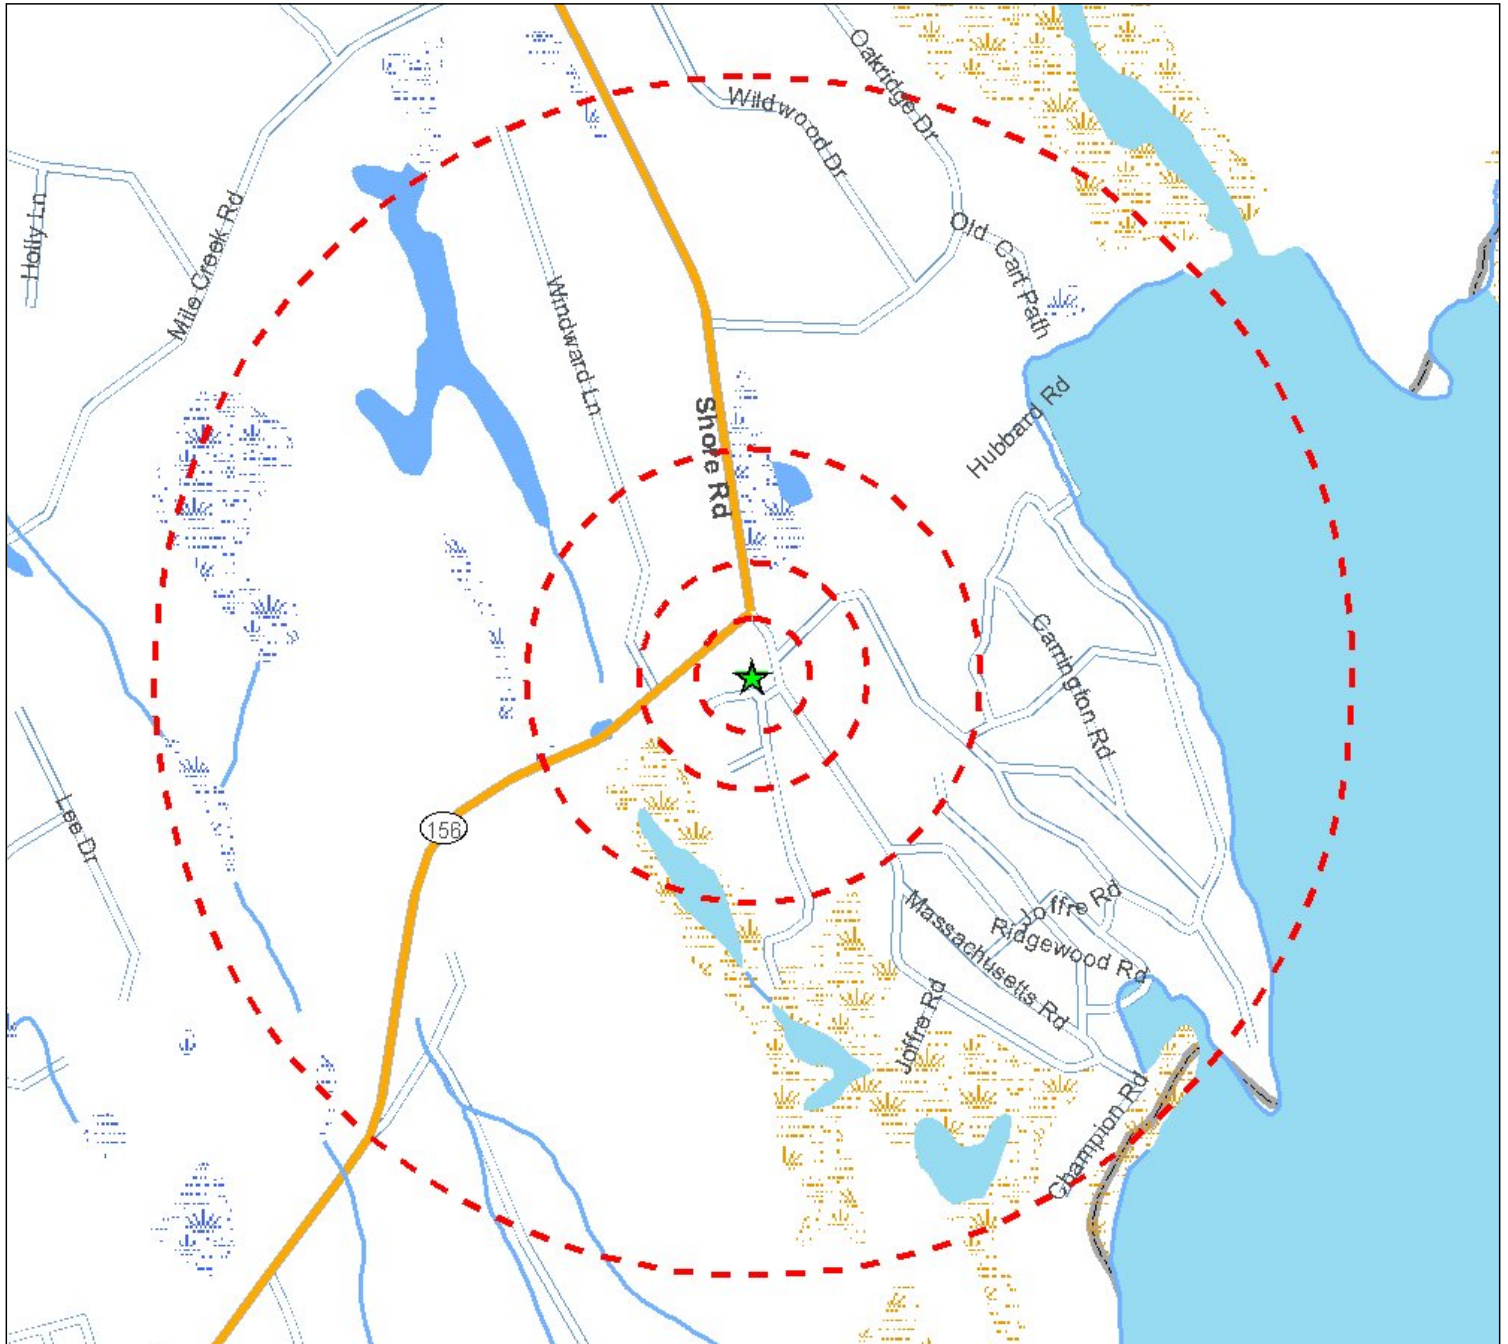 Oakridge Dr
Wildwood Dr
Holly Ln
Mile Creek Rd
Old Cart Path
Windward Ln
Shore Rd
Hubbard Rd
Carrington Rd
156
Lee Dr
Joffre Rd
Ridgewood Rd
Massachusetts Rd
Joffre Rd
Champion Rd